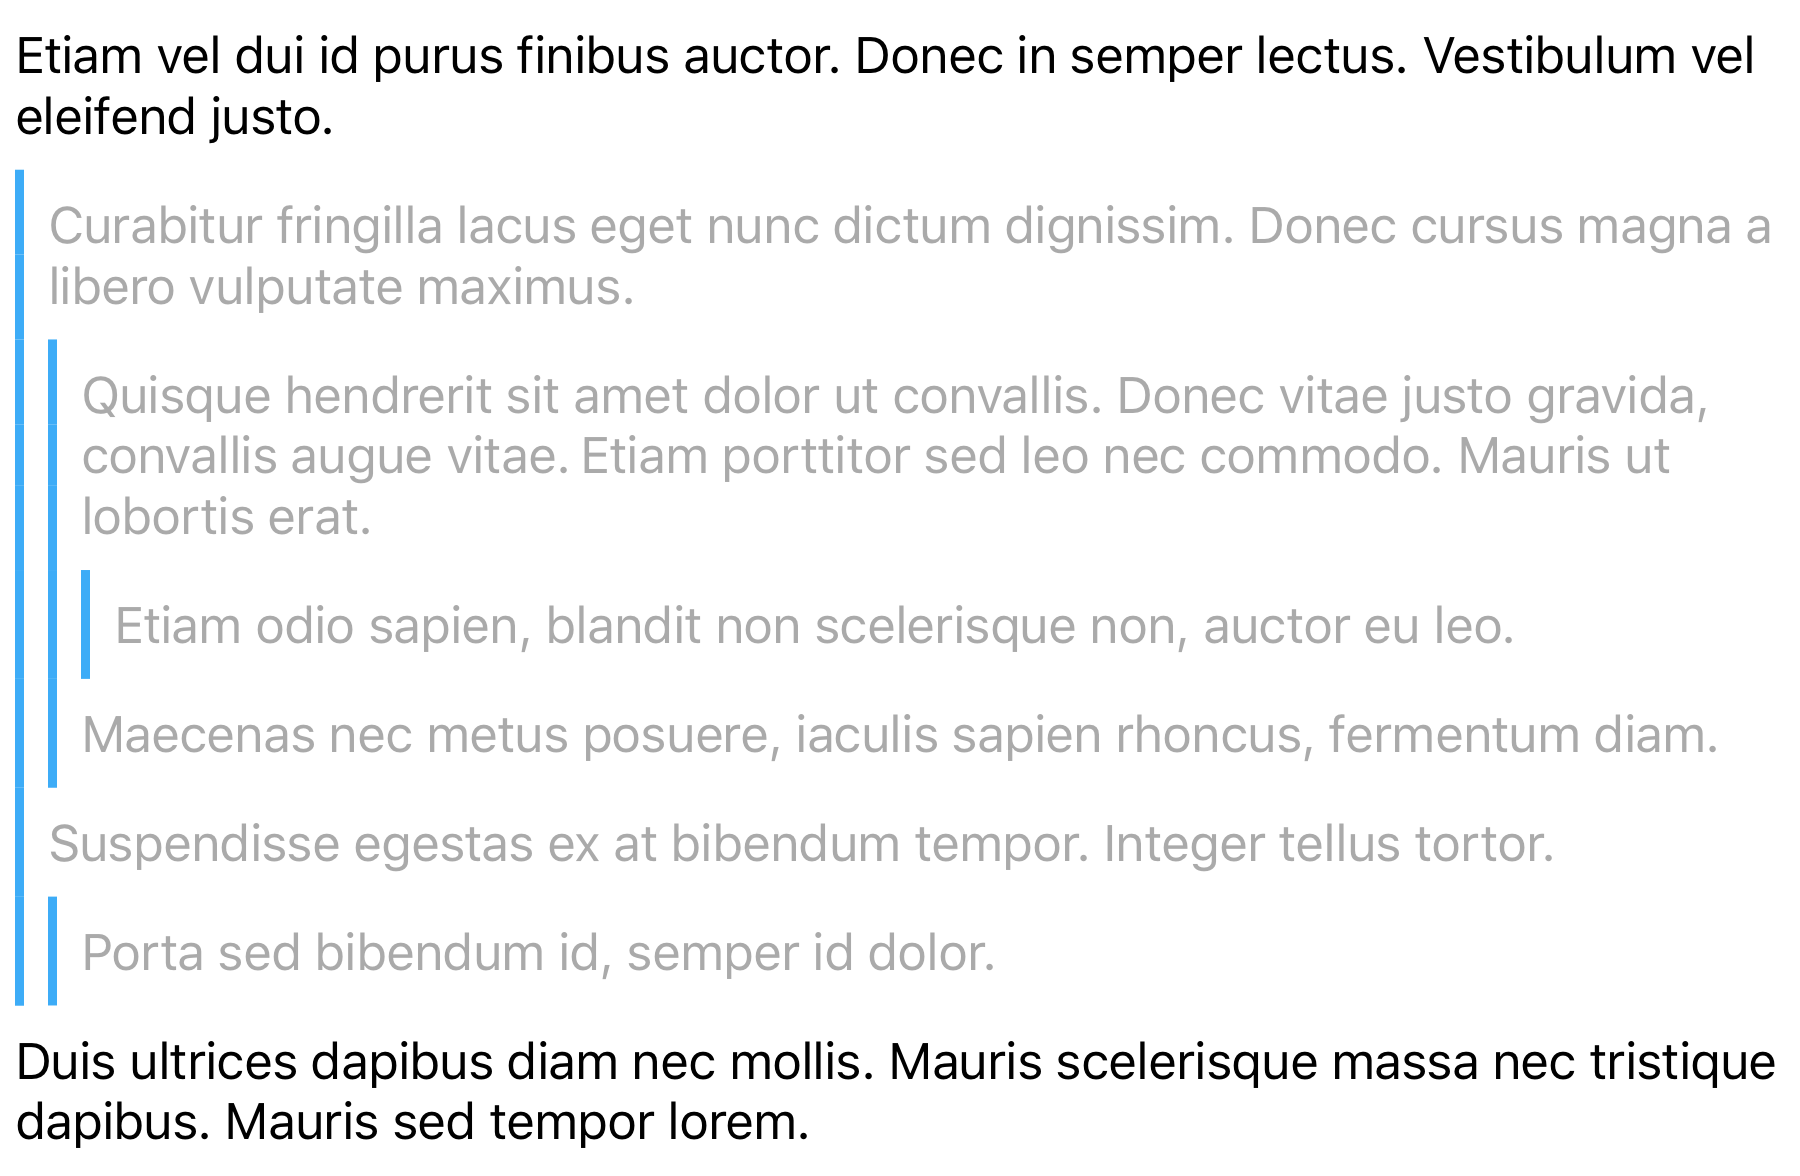 Etiam vel dui id purus finibus auctor. Donec in semper lectus. Vestibulum vel
eleifend justo.
Curabitur fringilla lacus eget nunc dictum dignissim. Donec cursus magna a
libero vulputate maximus.
Quisque hendrerit sit amet dolor ut convallis. Donec vitae justo gravida,
convallis augue vitae. Etiam porttitor sed leo nec commodo. Mauris ut
lobortis erat.
Etiam odio sapien, blandit non scelerisque non, auctor eu leo.
Maecenas nec metus posuere, iaculis sapien rhoncus, fermentum diam.
Suspendisse egestas ex at bibendum tempor. Integer tellus tortor.
Porta sed bibendum id, semper id dolor.
Duis ultrices dapibus diam nec mollis. Mauris scelerisque massa nec tristique
dapibus. Mauris sed tempor lorem.